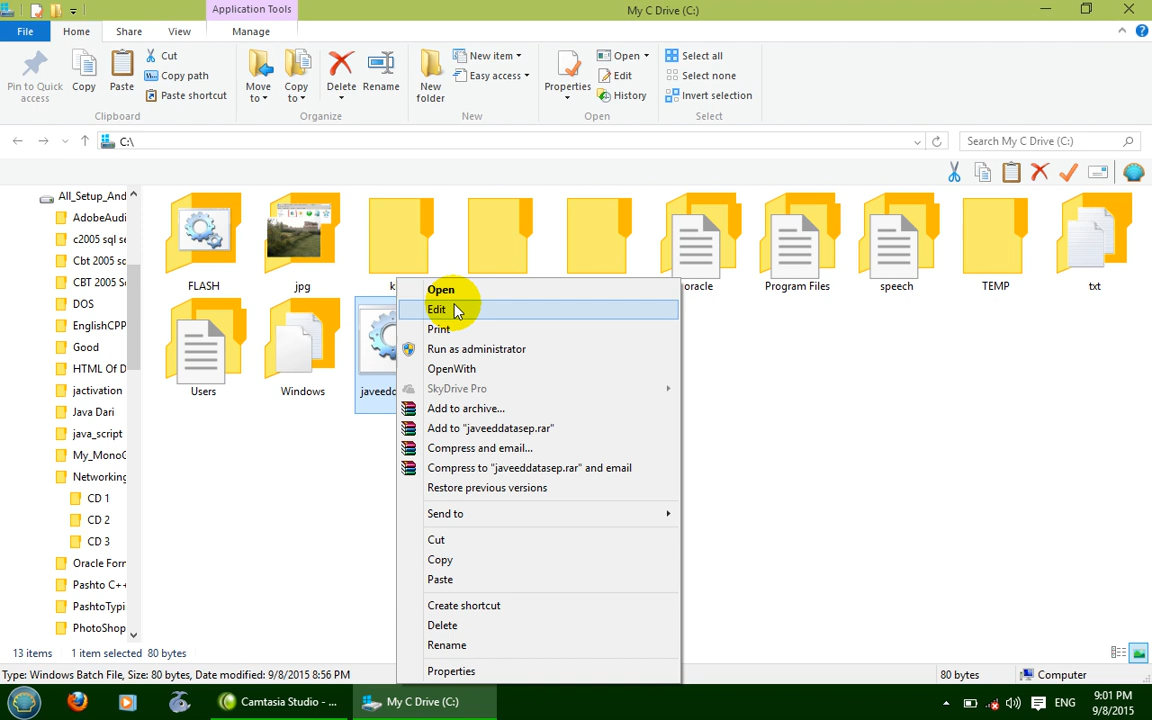 Application Tools
My C Drive (C:)
File
Home
Share
View
Manage
Pin to Quick access
Copy
Paste
Cut
Copy path
Paste shortcut
Clipboard
Move to
Copy to
Delete
Rename
Organize
New folder
New item
Easy access
New
Properties
Open
Edit
History
Open
Select all
Select none
Invert selection
Select
C:\
Search My C Drive (C:)
All_Setup_And
AdobeAudi
c2005 sql se
Cbt 2005 sq
CBT 2005 S
DOS
EnglishCPP
Good
HTML Of D
jactivation
Java Dari
java_script
My_MonoG
Networking
CD 1
CD 2
CD 3
Oracle Forn
Pashto C++
PashtoTypi
PhotoShop
FLASH
jpg
k
oracle
Program Files
speech
TEMP
txt
Users
Windows
javeedd
Open
Edit
Print
Run as administrator
OpenWith
SkyDrive Pro
Add to archive...
Add to "javeeddatasep.rar"
Compress and email...
Compress to "javeeddatasep.rar" and email
Restore previous versions
Send to
Cut
Copy
Paste
Create shortcut
Delete
Rename
Properties
13 items
1 item selected 80 bytes
Type: Windows Batch File, Size: 80 bytes, Date modified: 9/8/2015 8:56 PM
80 bytes
Computer
Camtasia Studio - ...
My C Drive (C:)
ENG
9:01 PM
9/8/2015